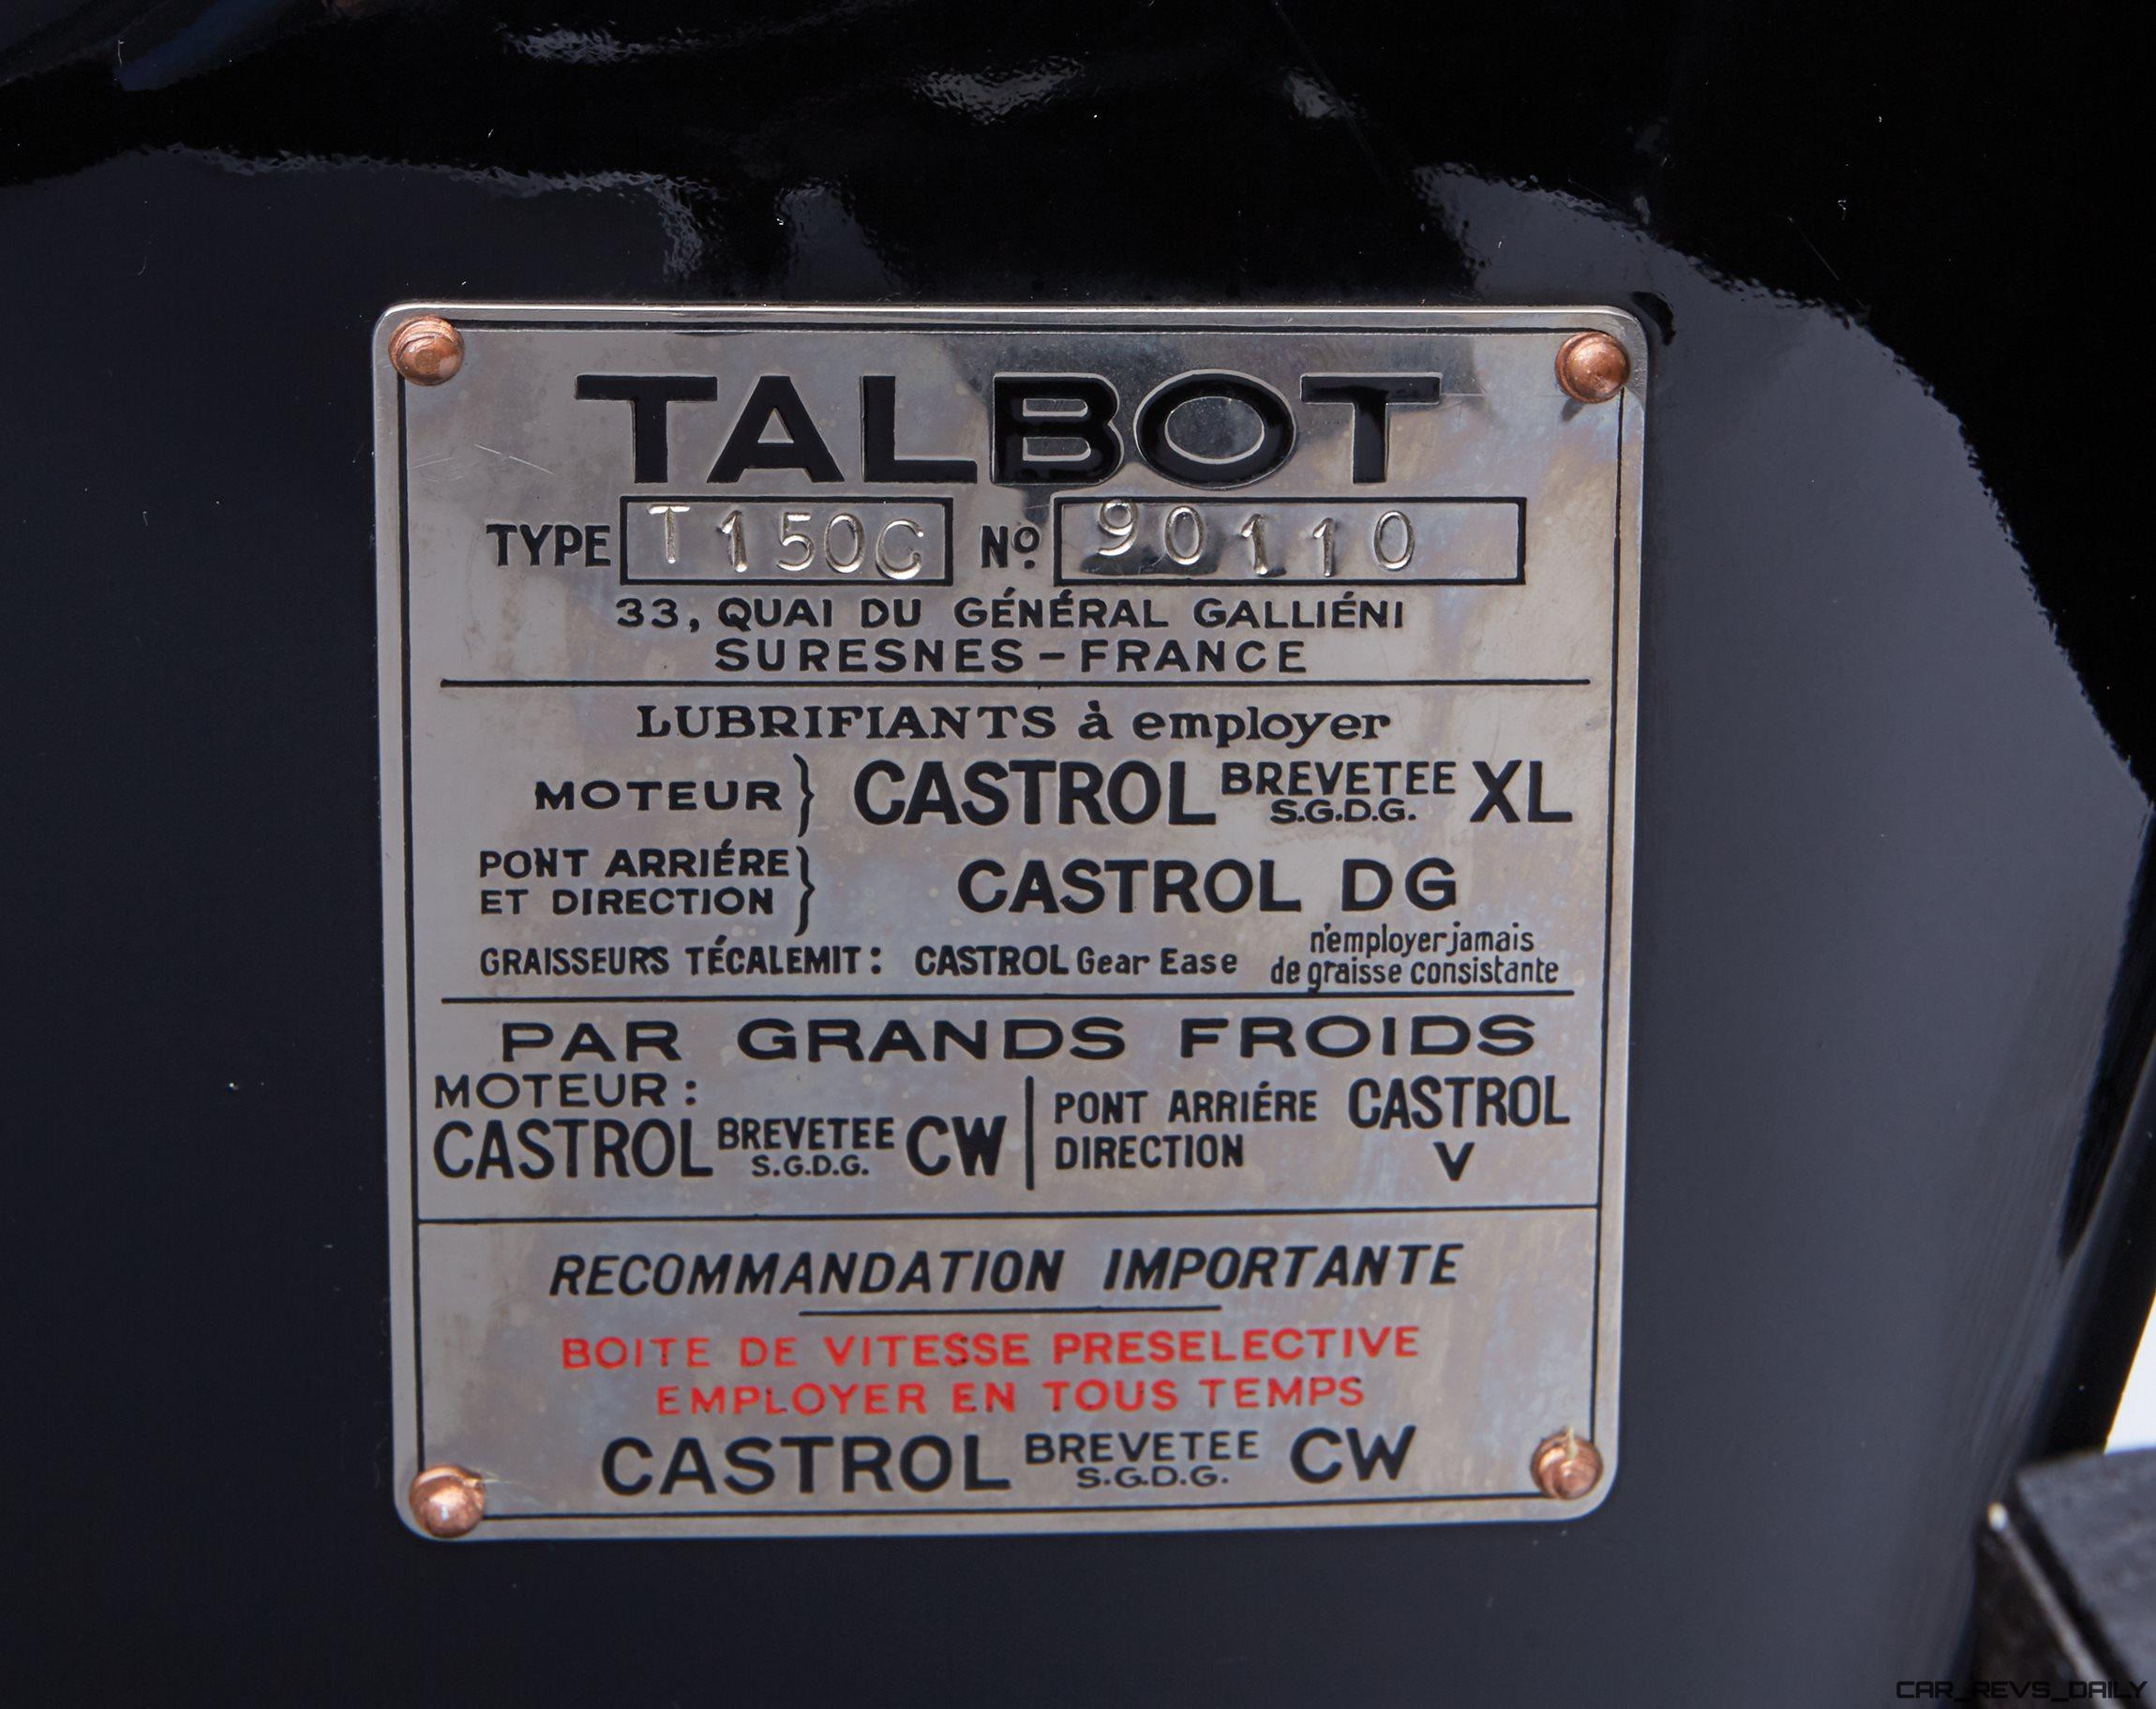 TALBOT
TYPE T150C Nº 90110
33, QUAI DU GÉNÉRAL GALLIÉNI
SURESNES-FRANCE
LUBRIFIANTS à employer
MOTEUR } CASTROL BREVETEE S.G.D.G. XL
PONT ARRIÉRE
ET DIRECTION } CASTROL DG
GRAISSEURS TÉCALEMIT: CASTROL Gear Ease n'employer jamais
de graisse consistante
PAR GRANDS FROIDS
MOTEUR:
CASTROL BREVETEE S.G.D.G. CW
PONT ARRIÉRE CASTROL
DIRECTION V
RECOMMANDATION IMPORTANTE
BOITE DE VITESSE PRESELECTIVE
EMPLOYER EN TOUS TEMPS
CASTROL BREVETEE S.G.D.G. CW
CAR_REVS_DAILY